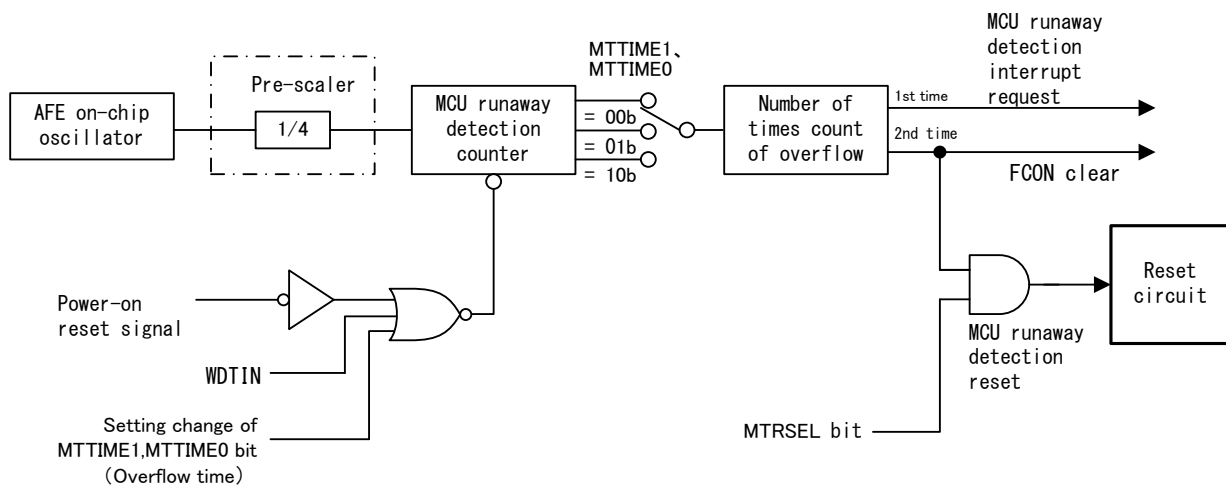 MCU runaway
detection
interrupt
request
MTTIME1、
MTTIME0
Pre-scaler
AFE on-chip
oscillator
1/4
MCU runaway
detection
counter
= 00b
= 01b
= 10b
Number of
times count
of overflow
1st time
2nd time
FCON clear
Power-on
reset signal
WDTIN
Setting change of
MTTIME1,MTTIME0 bit
（Overflow time）
Reset
circuit
MCU runaway
detection
reset
MTRSEL bit